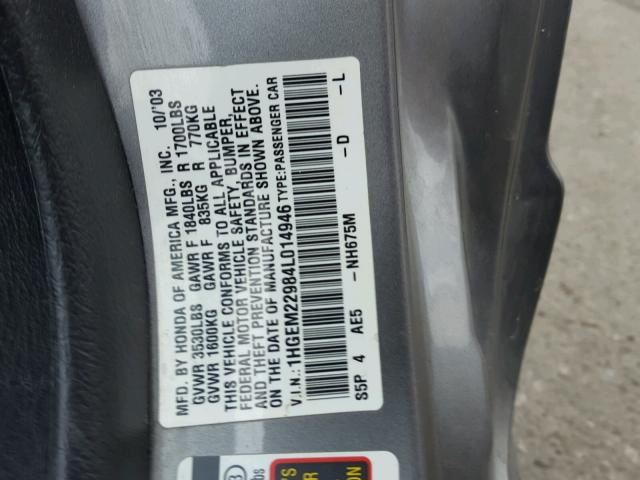 MFD. BY HONDA OF AMERICA MFG., INC. 10/'03
GVWR 3530LBS GAWR F 1840LBS R 1700LBS
GVWR 1600KG GAWR F 835KG R 770KG
THIS VEHICLE CONFORMS TO ALL APPLICABLE
FEDERAL MOTOR VEHICLE SAFETY, BUMPER,
AND THEFT PREVENTION STANDARDS IN EFFECT
ON THE DATE OF MANUFACTURE SHOWN ABOVE.
V.I.N.:1HGEM22984L014946 TYPE:PASSENGER CAR
S5P 4 AE5 -NH675M -D -L